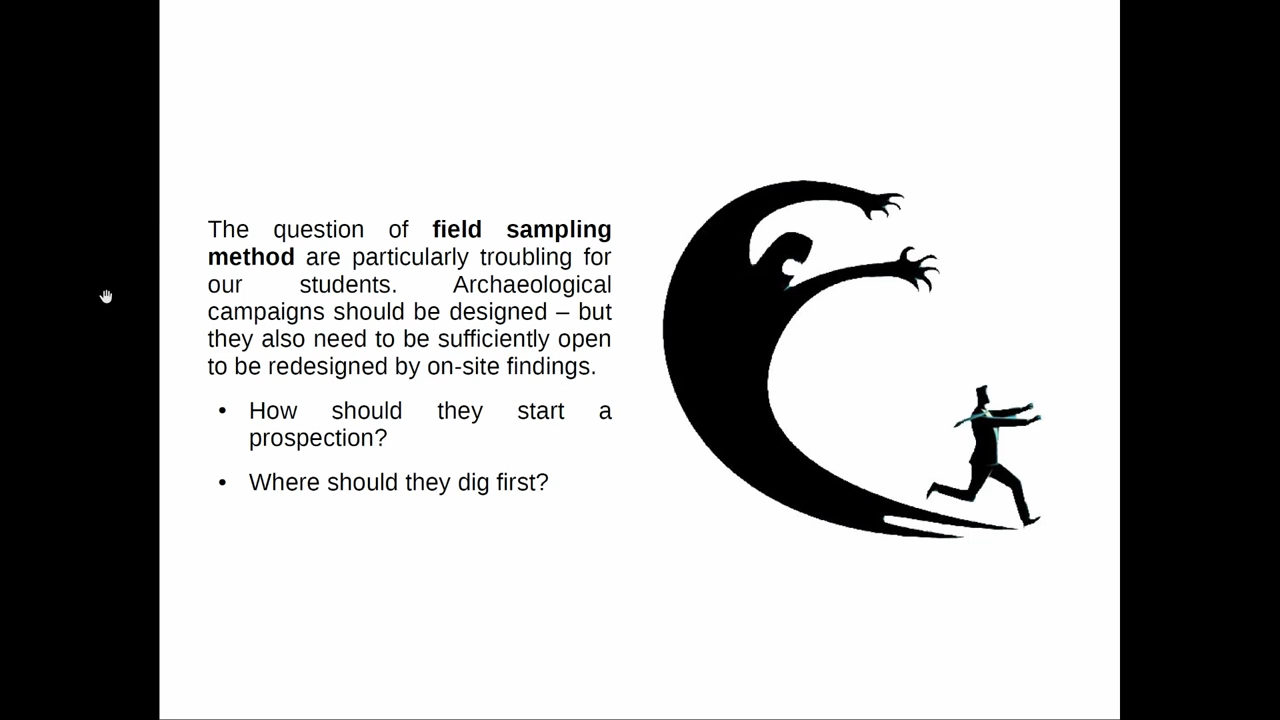 The question of field sampling
method are particularly troubling for
our students. Archaeological
campaigns should be designed – but
they also need to be sufficiently open
to be redesigned by on-site findings.
• How should they start a
prospection?
• Where should they dig first?